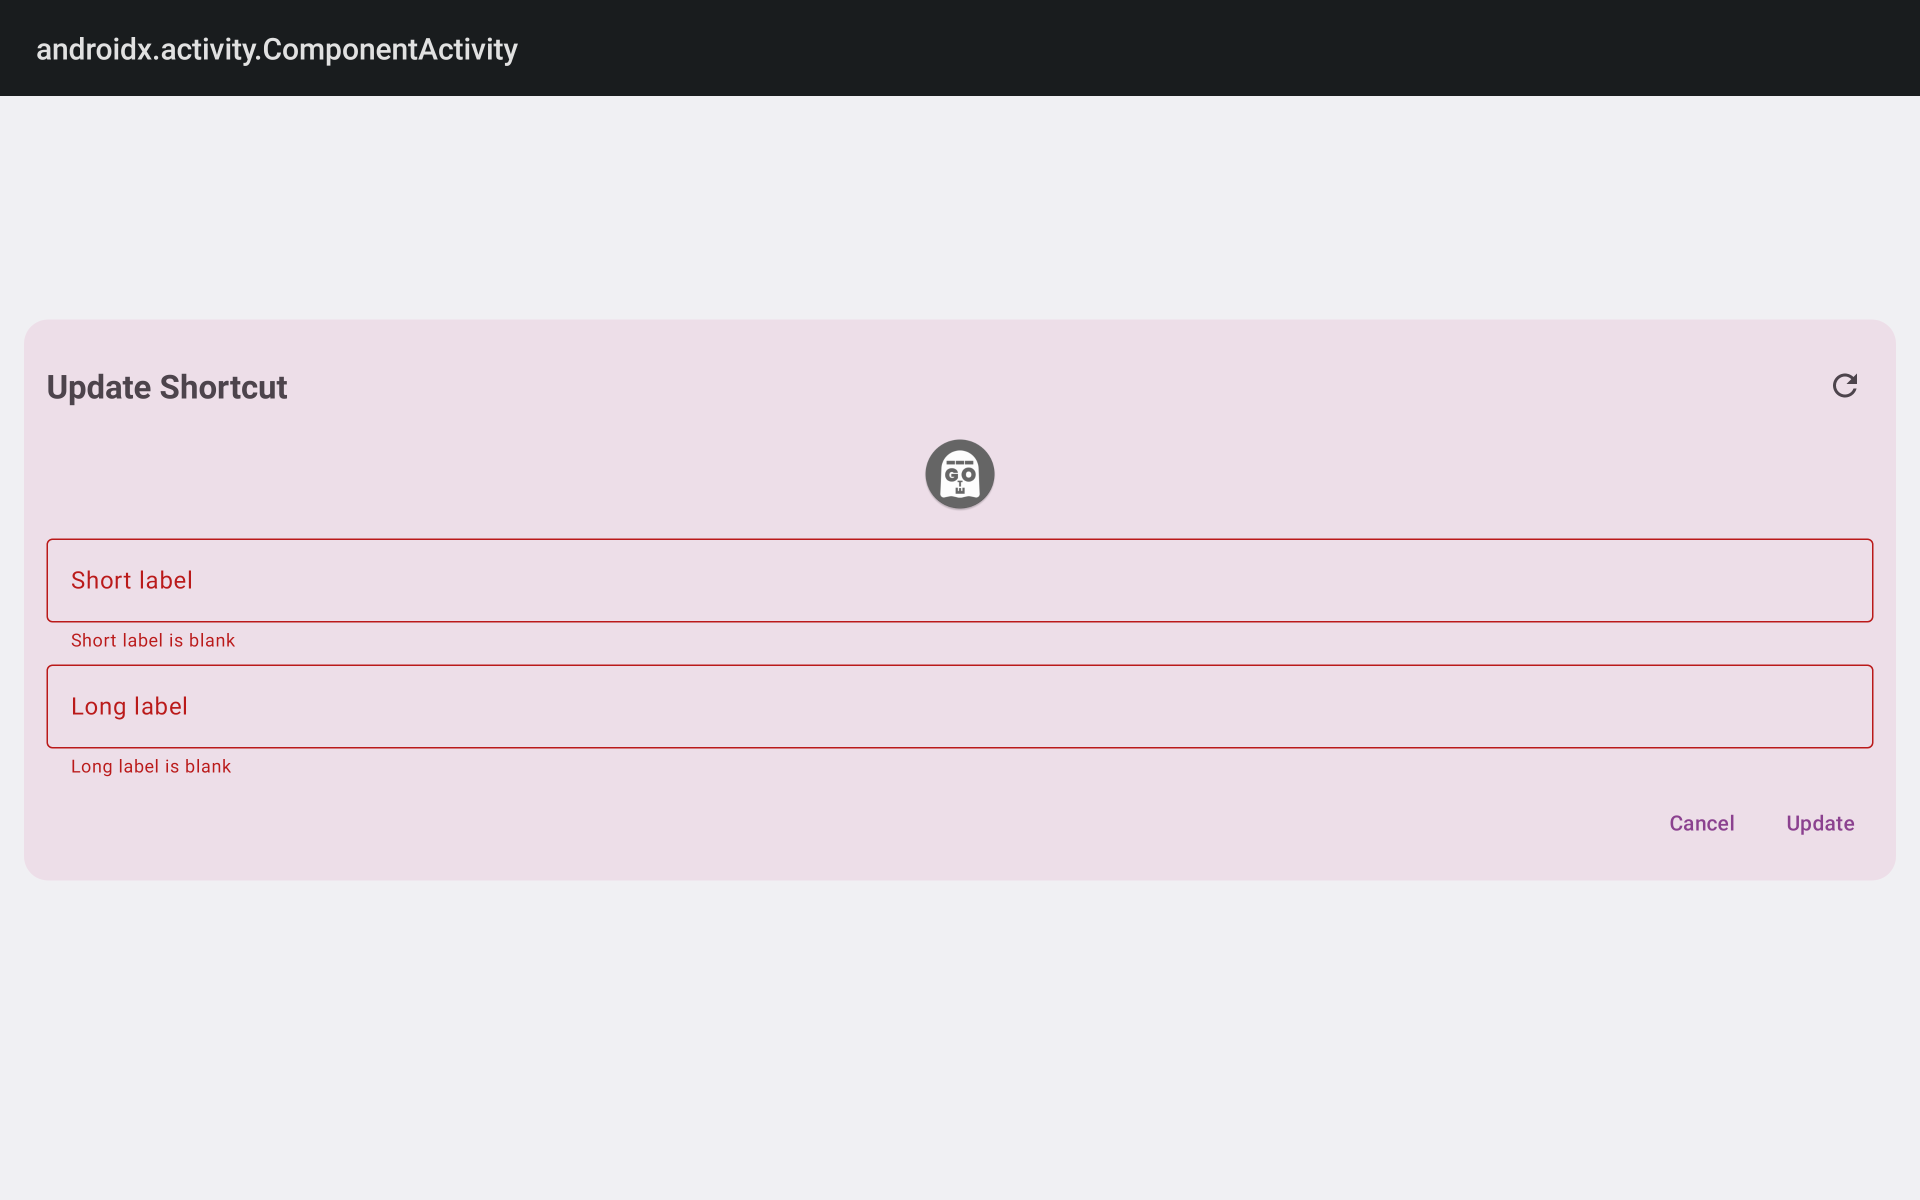 androidx.activity.ComponentActivity
Update Shortcut
GO
Short label
Short label is blank
Long label
Long label is blank
Cancel
Update